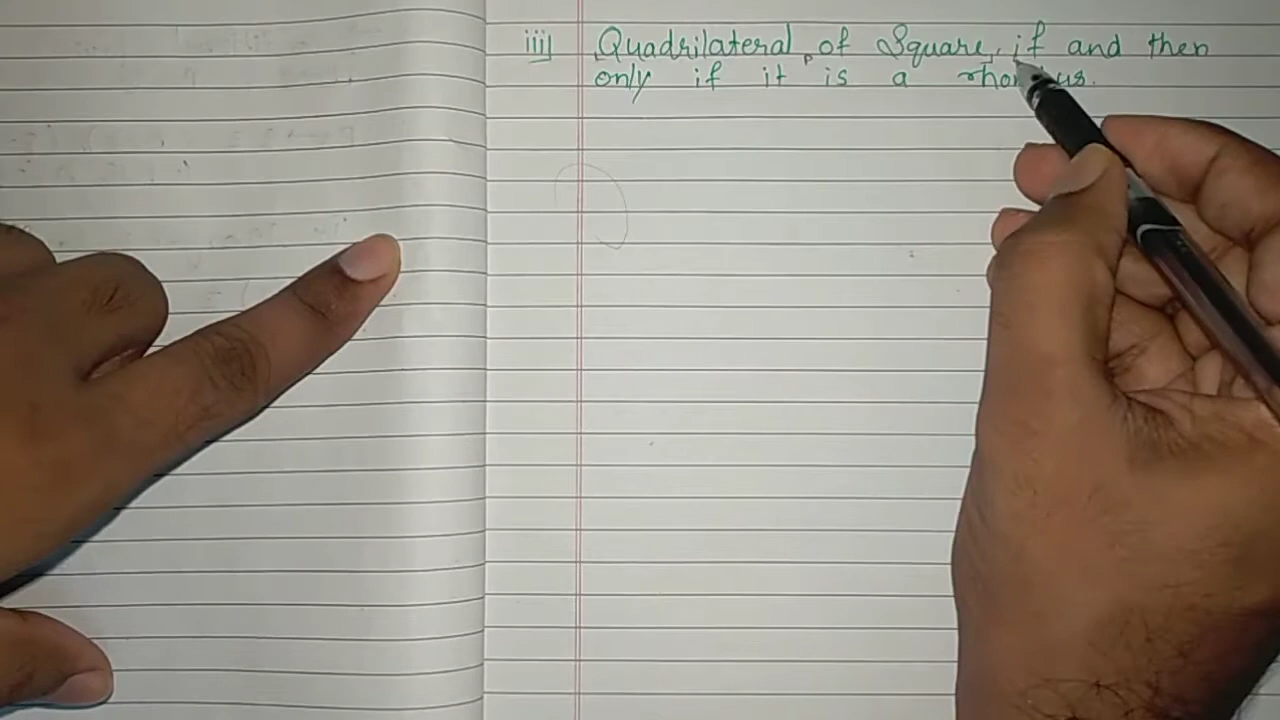 iii] Quadrilateral of Square, if and then
only if it is a